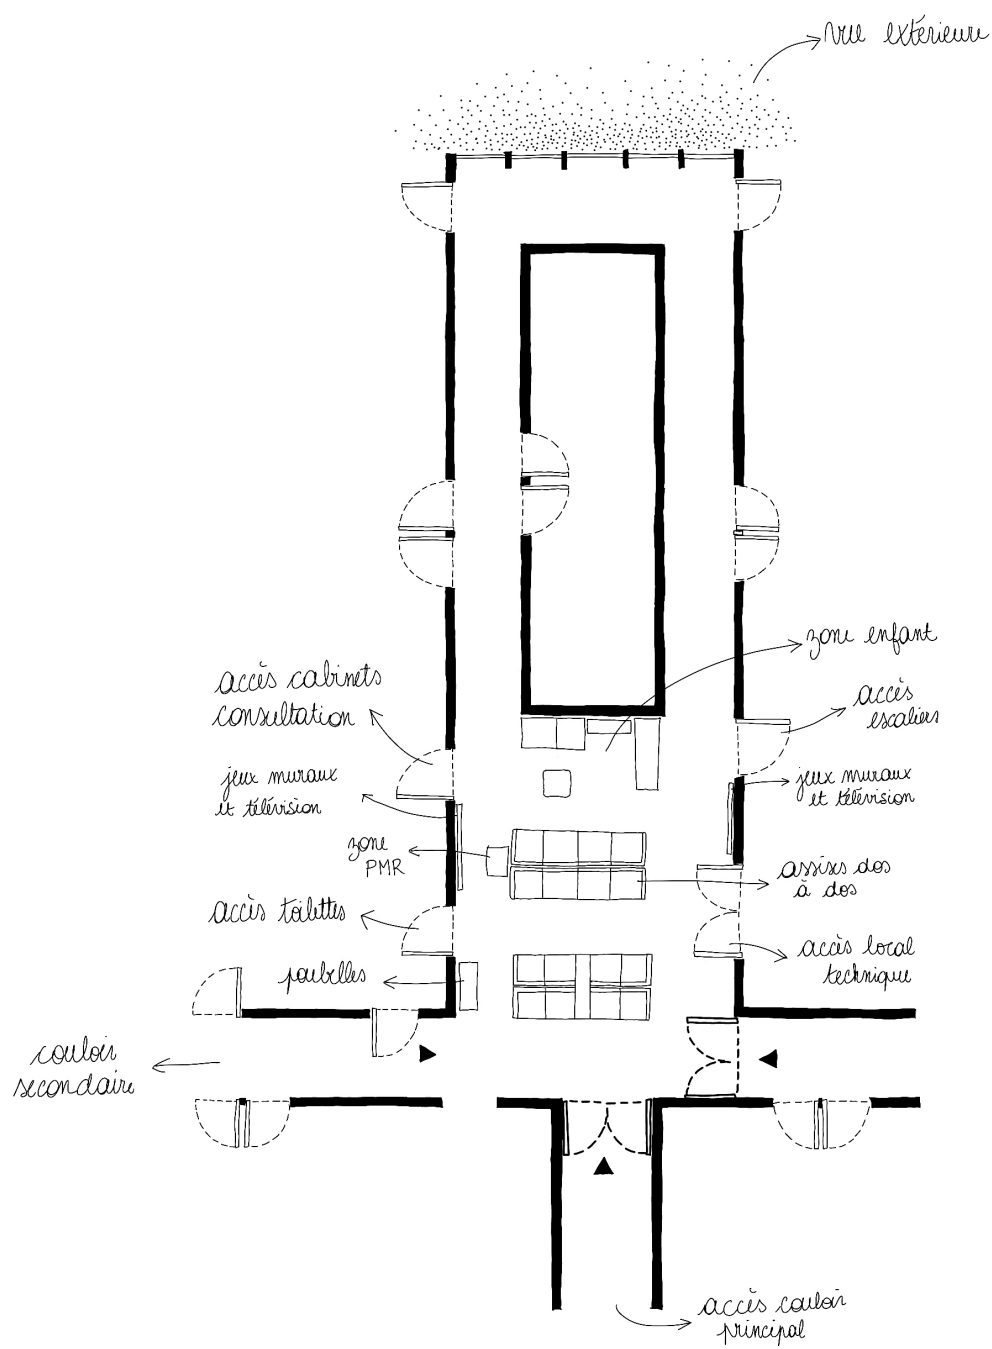 vue extérieure
zone enfant
accès cabinets
consultation
accès
escaliers
jeux muraux
et télévision
jeux muraux
et télévision
zone
PMR
assises dos
à dos
accès toilettes
accès local
technique
poubelles
couloir
secondaire
accès couloir
principal